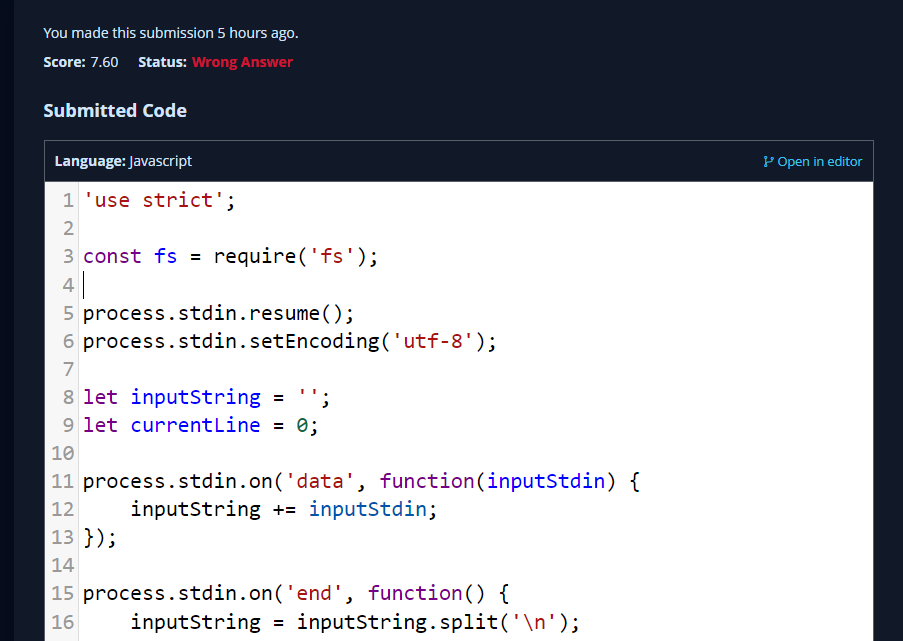 You made this submission 5 hours ago.
Score: 7.60 Status: Wrong Answer
Submitted Code
Language: Javascript Open in editor
1 'use strict';
2
3 const fs = require('fs');
4
5 process.stdin.resume();
6 process.stdin.setEncoding('utf-8');
7
8 let inputString = '';
9 let currentLine = 0;
10
11 process.stdin.on('data', function(inputStdin) {
12     inputString += inputStdin;
13 });
14
15 process.stdin.on('end', function() {
16     inputString = inputString.split('\n');